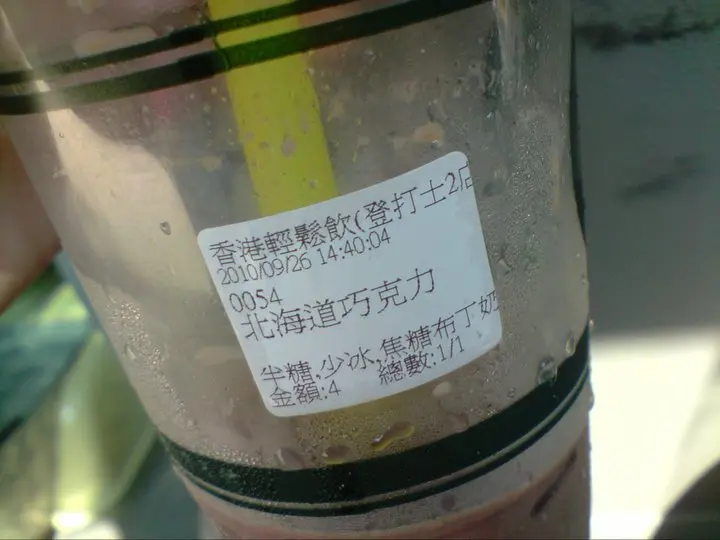 香港輕鬆飲(登打士2店
2010/09/26 14:40:04
0054
北海道巧克力
半糖,少冰,焦糖布丁奶
金額:4 總數:1/1